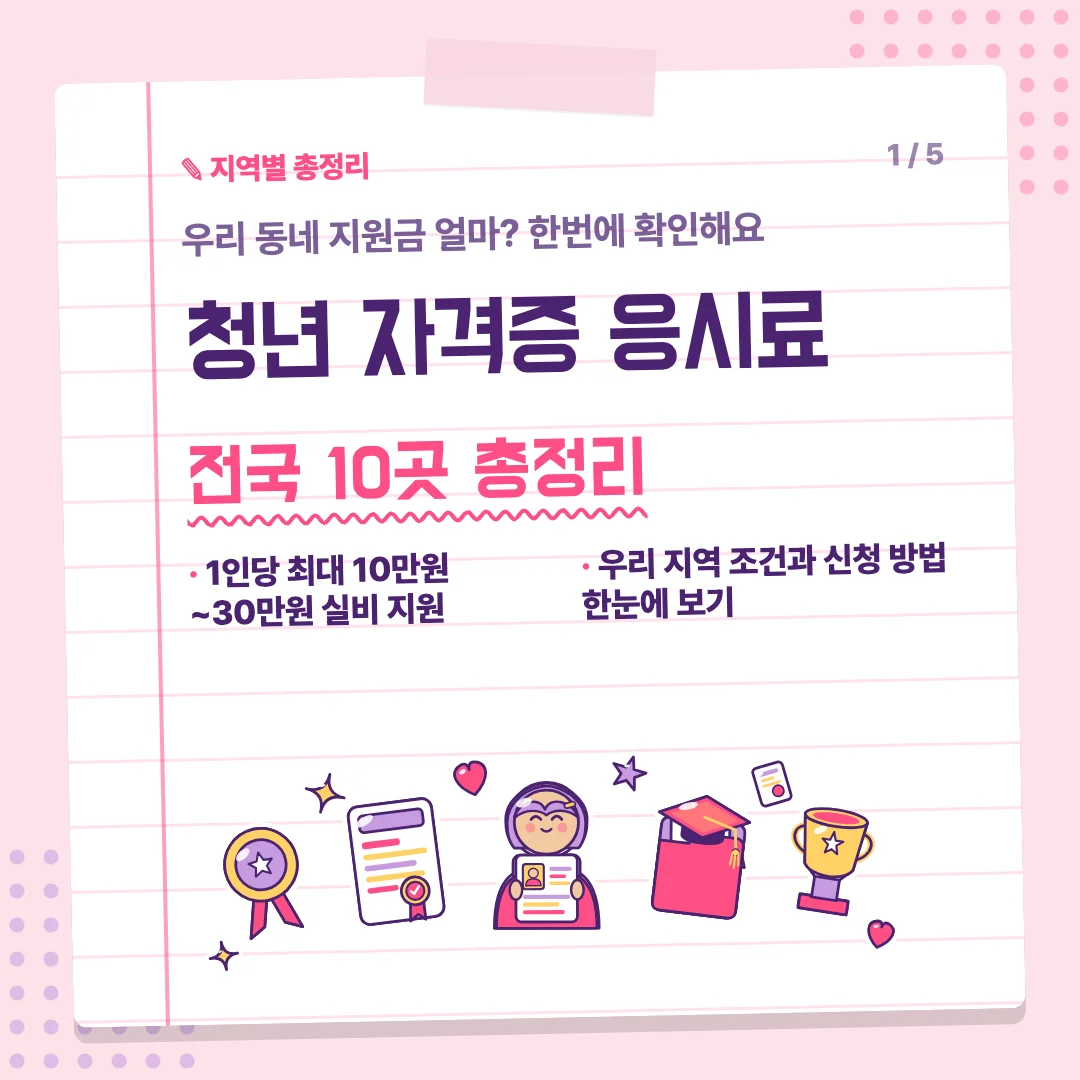 지역별 총정리
1 / 5
우리 동네 지원금 얼마? 한번에 확인해요
청년 자격증 응시료
전국 10곳 총정리
· 1인당 최대 10만원
~30만원 실비 지원
· 우리 지역 조건과 신청 방법
한눈에 보기